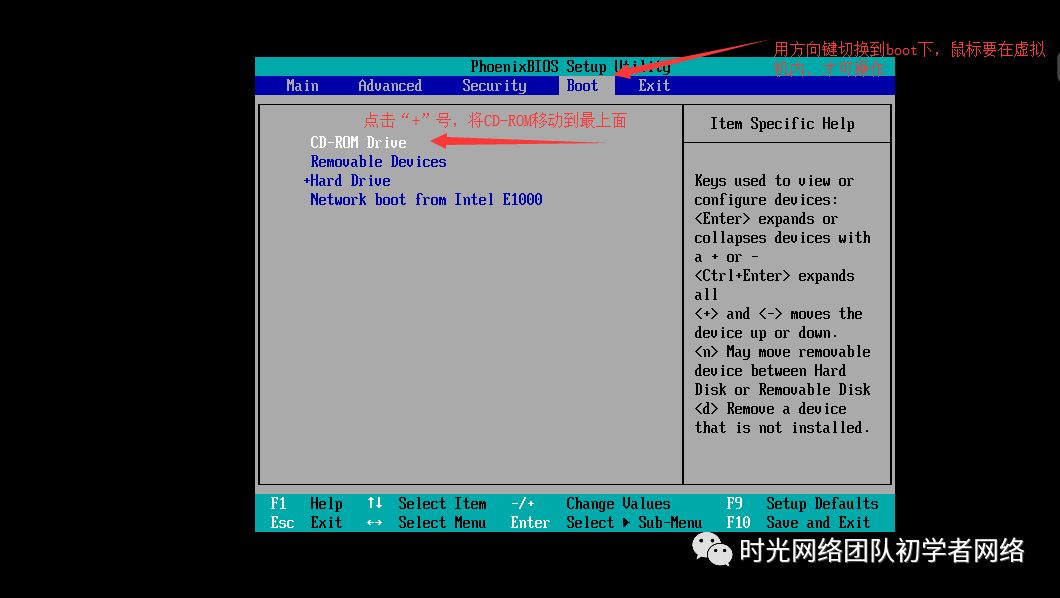 用方向键切换到boot下，鼠标要在虚拟
机内，才可操作
PhoenixBIOS Setup Utility
Main Advanced Security Boot Exit
点击“+”号，将CD-ROM移动到最上面
CD-ROM Drive
Removable Devices
+Hard Drive
Network boot from Intel E1000
Item Specific Help
Keys used to view or
configure devices:
<Enter> expands or
collapses devices with
a + or -
<Ctrl+Enter> expands
all
<+> and <-> moves the
device up or down.
<n> May move removable
device between Hard
Disk or Removable Disk
<d> Remove a device
that is not installed.
F1 Help ↑↓ Select Item -/+ Change Values F9 Setup Defaults
Esc Exit ↔ Select Menu Enter Select ▶ Sub-Menu F10 Save and Exit
时光网络团队初学者网络